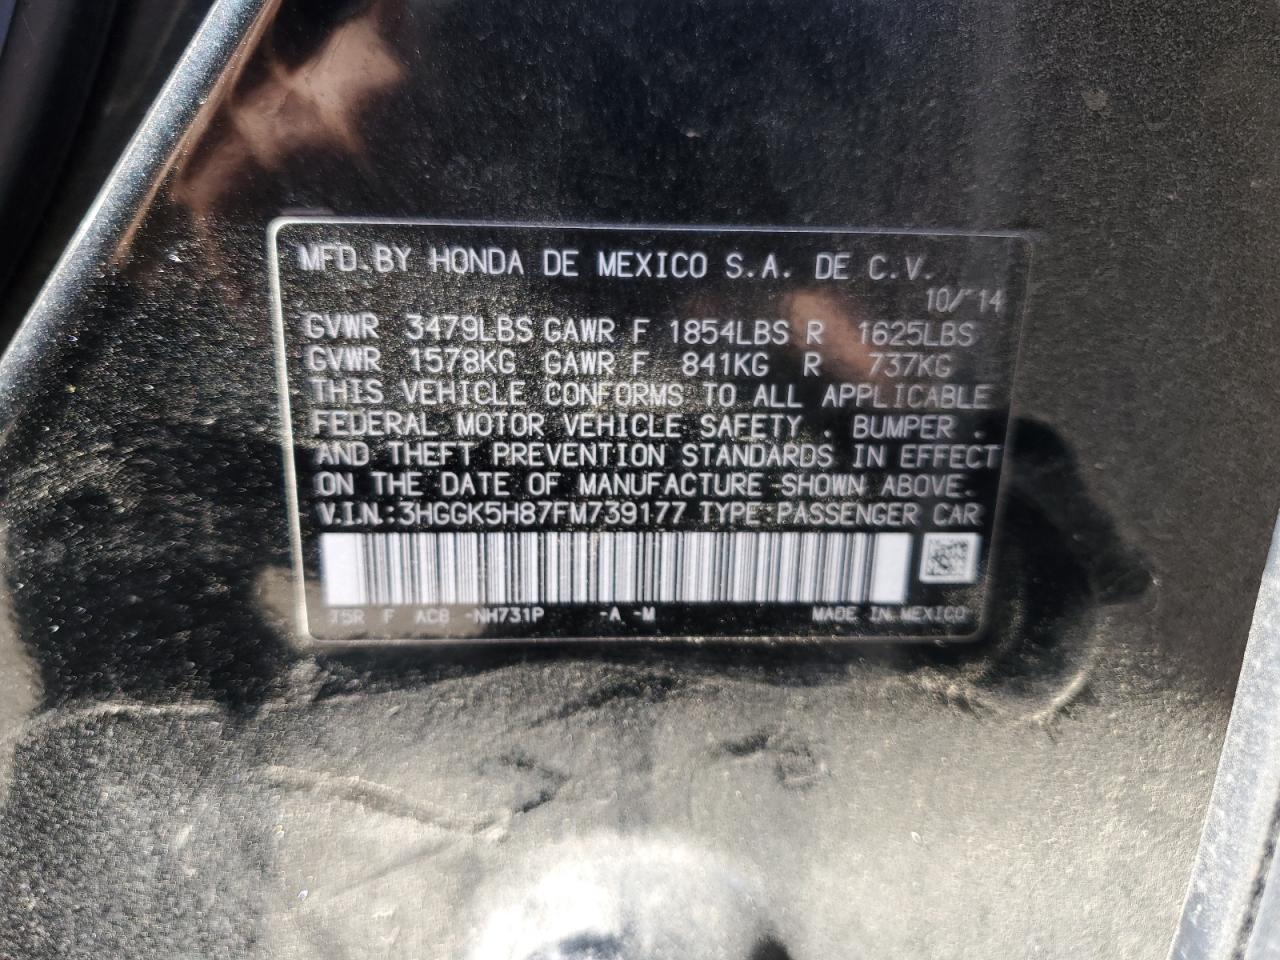 MFD. BY HONDA DE MEXICO S.A. DE C.V.
10/14
GVWR 3479LBS GAWR F 1854LBS R 1625LBS
GVWR 1578KG GAWR F 841KG R 737KG
THIS VEHICLE CONFORMS TO ALL APPLICABLE
FEDERAL MOTOR VEHICLE SAFETY , BUMPER ,
AND THEFT PREVENTION STANDARDS IN EFFECT
ON THE DATE OF MANUFACTURE SHOWN ABOVE.
V.I.N.:3HGGK5H87FM739177 TYPE:PASSENGER CAR
T5R F AC8 -NH731P -A -M MADE IN MEXICO